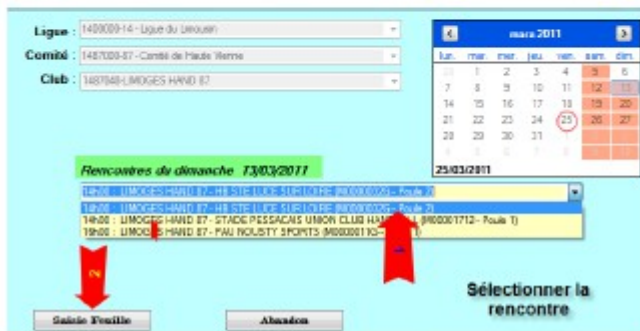 Ligue : 1400000-14 - Ligue du Limousin
Comité : 1487000-87 - Comité de Haute Vienne
Club : 1487048-LIMOGES HAND 87
mars 2011
lun. mar. mer. jeu. ven. sam. dim.
28 1 2 3 4 5 6
7 8 9 10 11 12 13
14 15 16 17 18 19 20
21 22 23 24 25 26 27
28 29 30 31
25/03/2011
Rencontres du dimanche 13/03/2011
14h00 : LIMOGES HAND 87 - HB STE LUCE SUR LOIRE - Poule 2)
14h00 : LIMOGES HAND 87 - HB STE LUCE SUR LOIRE - Poule 2)
14h00 : LIMOGES HAND 87 - STADE PESSACAIS UNION CLUB (M00001712 - Poule 1)
16h00 : LIMOGES HAND 87 - PAU NOUSTY SPORTS
1
2
Sélectionner la
rencontre
Saisie Feuille Abandon